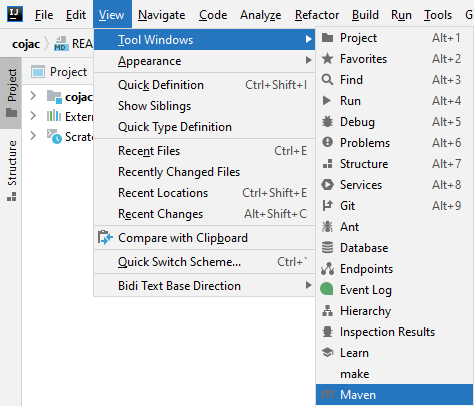 IJ File Edit View Navigate Code Analyze Refactor Build Run Tools
cojac
MD
Project
Project
Structure
cojac
Tool Windows
Appearance
Quick Definition Ctrl+Shift+I
Show Siblings
Quick Type Definition
Recent Files Ctrl+E
Recently Changed Files
Recent Locations Ctrl+Shift+E
Recent Changes Alt+Shift+C
Compare with Clipboard
Quick Switch Scheme... Ctrl+`
Bidi Text Base Direction
Project Alt+1
Favorites Alt+2
Find Alt+3
Run Alt+4
Debug Alt+5
Problems Alt+6
Structure Alt+7
Services Alt+8
Git Alt+9
Ant
Database
Endpoints
Event Log
Hierarchy
Inspection Results
Learn
make
Maven